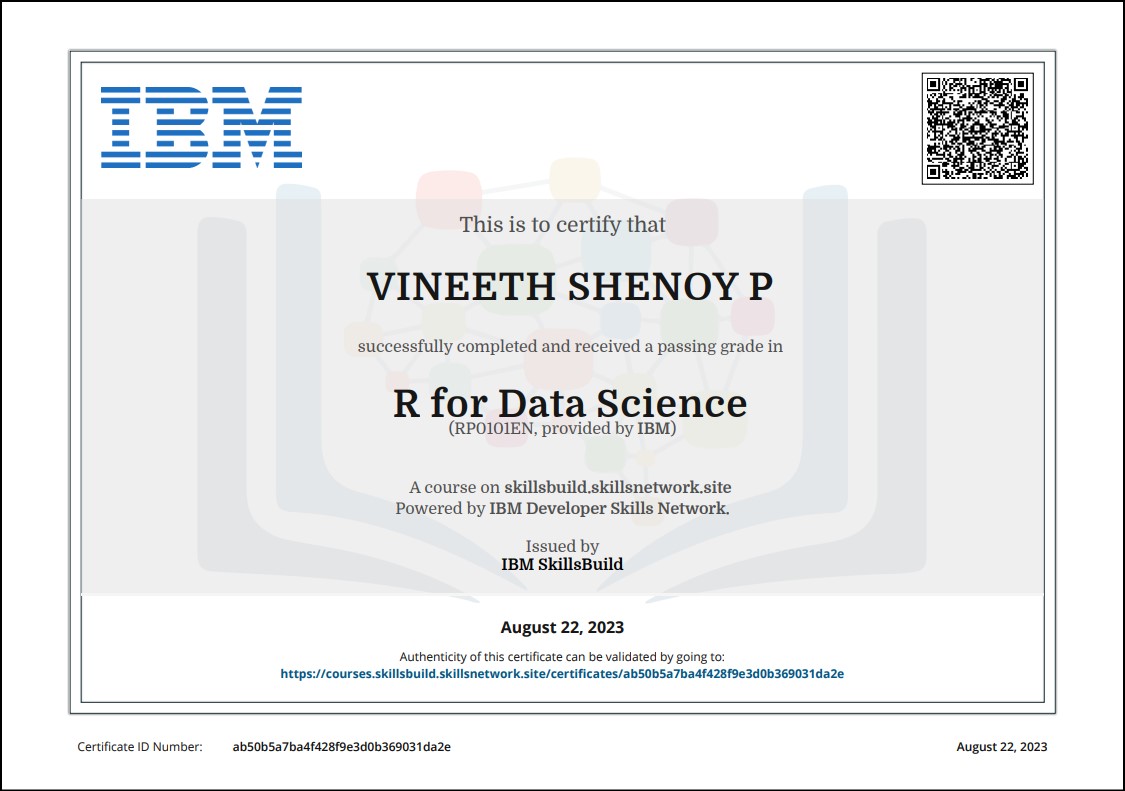 IBM
This is to certify that
VINEETH SHENOY P
successfully completed and received a passing grade in
R for Data Science
(RP0101EN, provided by IBM)
A course on skillsbuild.skillsnetwork.site
Powered by IBM Developer Skills Network.
Issued by
IBM SkillsBuild
August 22, 2023
Authenticity of this certificate can be validated by going to:
https://courses.skillsbuild.skillsnetwork.site/certificates/ab50b5a7ba4f428f9e3d0b369031da2e
Certificate ID Number: ab50b5a7ba4f428f9e3d0b369031da2e August 22, 2023